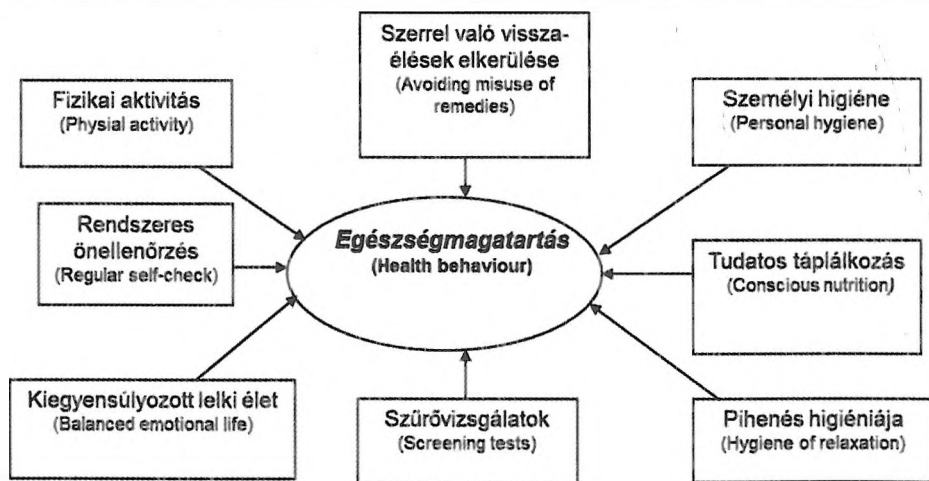 Szerrel való vissza-
élések elkerülése
(Avoiding misuse of
remedies)
Fizikai aktivitás
(Physial activity)
Személyi higiéne
(Personal hygiene)
Rendszeres
önellenőrzés
(Regular self-check)
Egészségmagatartás
(Health behaviour)
Tudatos táplálkozás
(Conscious nutrition)
Kiegyensúlyozott lelki élet
(Balanced emotional life)
Szűrővizsgálatok
(Screening tests)
Pihenés higiéniája
(Hygiene of relaxation)